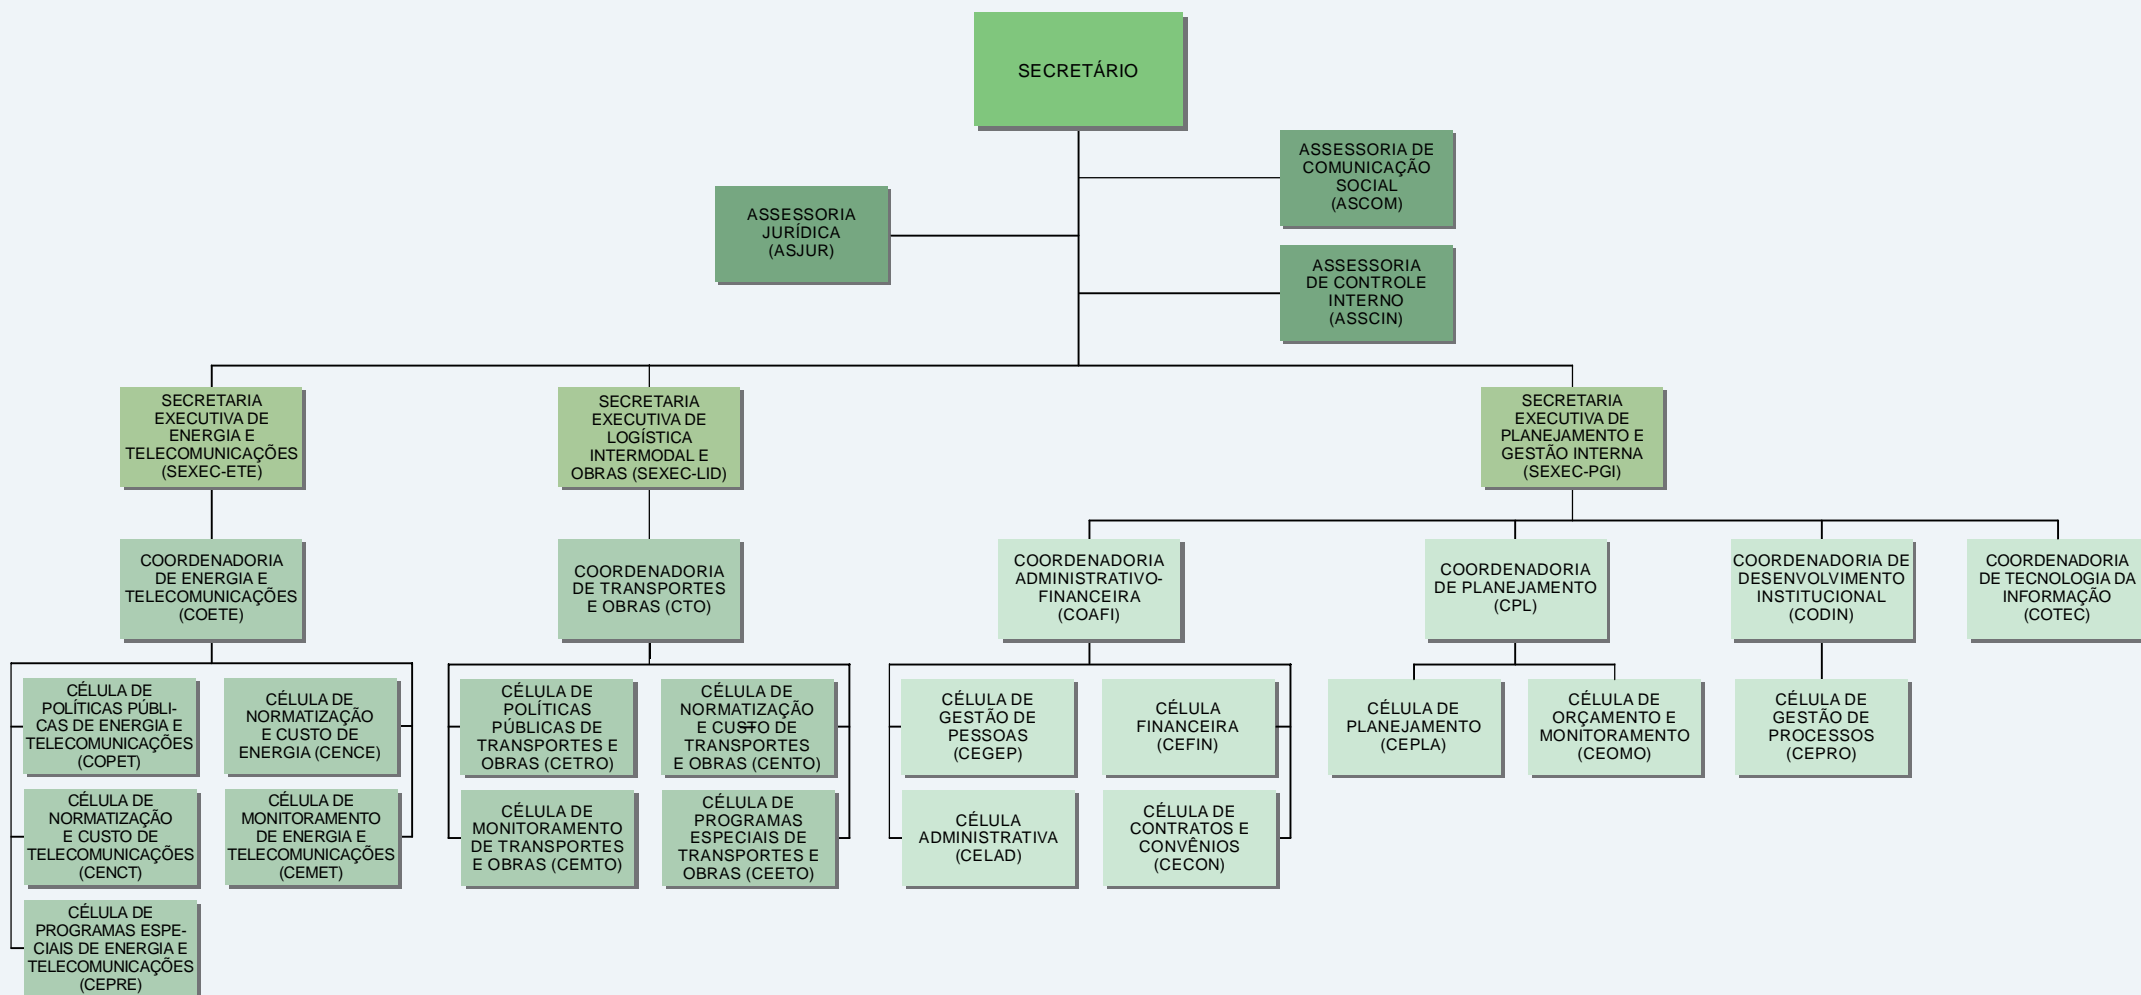 SECRETÁRIO
ASSESSORIA DE
COMUNICAÇÃO
SOCIAL
(ASCOM)
ASSESSORIA
JURÍDICA
(ASJUR)
ASSESSORIA
DE CONTROLE
INTERNO
(ASSCIN)
SECRETARIA
EXECUTIVA DE
ENERGIA E
TELECOMUNICAÇÕES
(SEXEC-ETE)
SECRETARIA
EXECUTIVA DE
LOGÍSTICA
INTERMODAL E
OBRAS (SEXEC-LID)
SECRETARIA
EXECUTIVA DE
PLANEJAMENTO E
GESTÃO INTERNA
(SEXEC-PGI)
COORDENADORIA
DE ENERGIA E
TELECOMUNICAÇÕES
(COETE)
COORDENADORIA
DE TRANSPORTES
E OBRAS (CTO)
COORDENADORIA
ADMINISTRATIVO-
FINANCEIRA
(COAFI)
COORDENADORIA
DE PLANEJAMENTO
(CPL)
COORDENADORIA DE
DESENVOLVIMENTO
INSTITUCIONAL
(CODIN)
COORDENADORIA
DE TECNOLOGIA DA
INFORMAÇÃO
(COTEC)
CÉLULA DE
POLÍTICAS PÚBLI-
CAS DE ENERGIA E
TELECOMUNICAÇÕES
(COPET)
CÉLULA DE
NORMATIZAÇÃO
E CUSTO DE
ENERGIA (CENCE)
CÉLULA DE
POLÍTICAS
PÚBLICAS DE
TRANSPORTES E
OBRAS (CETRO)
CÉLULA DE
NORMATIZAÇÃO
E CUSTO DE
TRANSPORTES
E OBRAS (CENTO)
CÉLULA DE
GESTÃO DE
PESSOAS
(CEGEP)
CÉLULA
FINANCEIRA
(CEFIN)
CÉLULA DE
PLANEJAMENTO
(CEPLA)
CÉLULA DE
ORÇAMENTO E
MONITORAMENTO
(CEOMO)
CÉLULA DE
GESTÃO DE
PROCESSOS
(CEPRO)
CÉLULA DE
NORMATIZAÇÃO
E CUSTO DE
TELECOMUNICAÇÕES
(CENCT)
CÉLULA DE
MONITORAMENTO
DE ENERGIA E
TELECOMUNICAÇÕES
(CEMET)
CÉLULA DE
MONITORAMENTO
DE TRANSPORTES
E OBRAS (CEMTO)
CÉLULA DE
PROGRAMAS
ESPECIAIS DE
TRANSPORTES E
OBRAS (CEETO)
CÉLULA
ADMINISTRATIVA
(CELAD)
CÉLULA DE
CONTRATOS E
CONVÊNIOS
(CECON)
CÉLULA DE
PROGRAMAS ESPE-
CIAIS DE ENERGIA E
TELECOMUNICAÇÕES
(CEPRE)